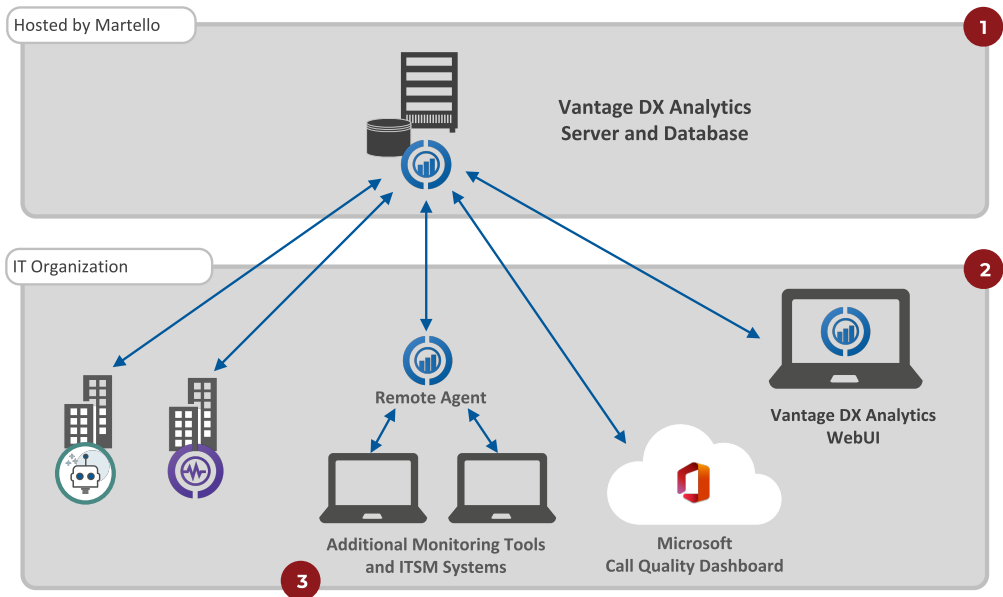 Hosted by Martello
1
Vantage DX Analytics
Server and Database
IT Organization
2
Remote Agent
Vantage DX Analytics
WebUI
Additional Monitoring Tools
and ITSM Systems
Microsoft
Call Quality Dashboard
3